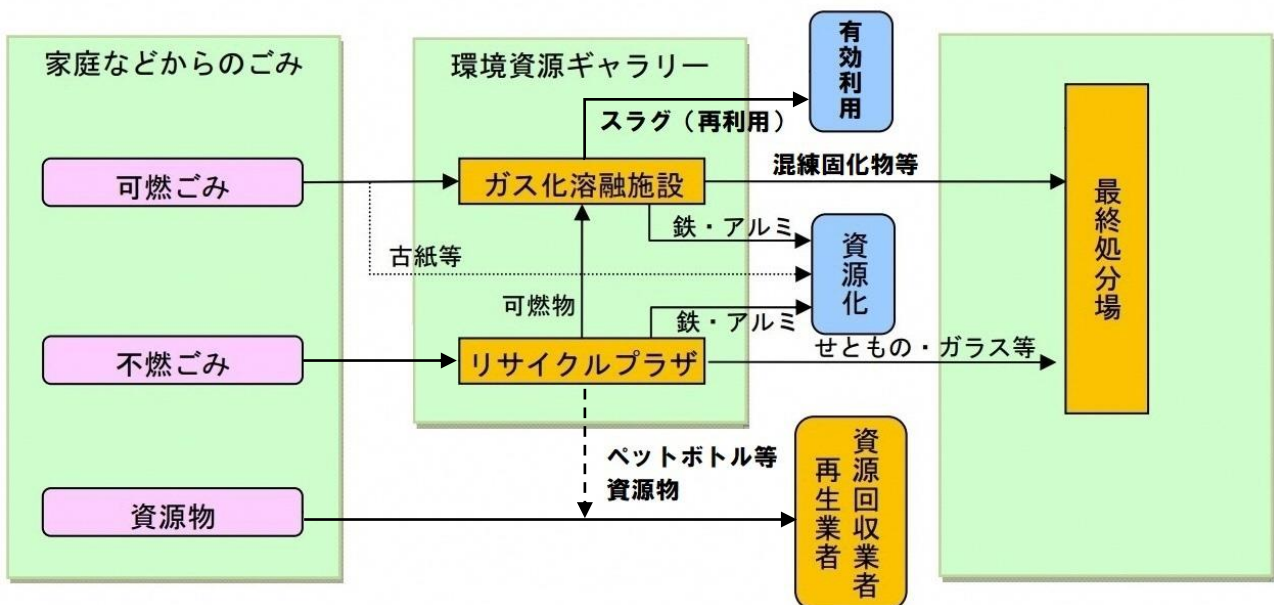 家庭などからのごみ
環境資源ギャラリー
有効利用
スラグ（再利用）
可燃ごみ
ガス化溶融施設
混練固化物等
最終処分場
鉄・アルミ
資源化
古紙等
可燃物
鉄・アルミ
不燃ごみ
リサイクルプラザ
せともの・ガラス等
ペットボトル等
資源物
資源物
資源回収業者
再生業者